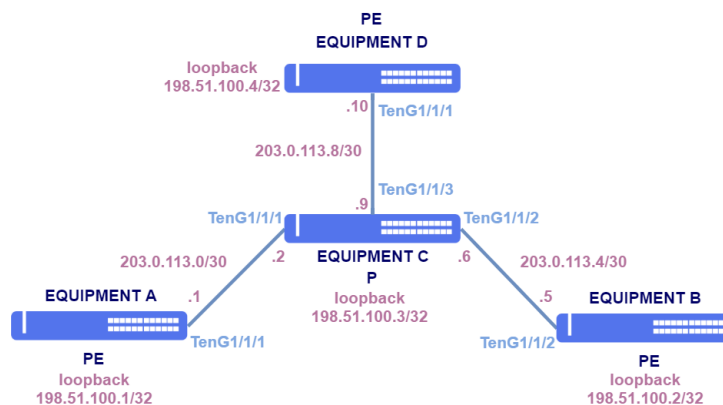 PE
EQUIPMENT D
loopback
198.51.100.4/32
.10
TenG1/1/1
203.0.113.8/30
TenG1/1/3
.9
TenG1/1/1
TenG1/1/2
.2
EQUIPMENT C
.6
203.0.113.0/30
203.0.113.4/30
P
loopback
198.51.100.3/32
EQUIPMENT A
.1
.5
EQUIPMENT B
TenG1/1/1
TenG1/1/2
PE
loopback
198.51.100.1/32
PE
loopback
198.51.100.2/32